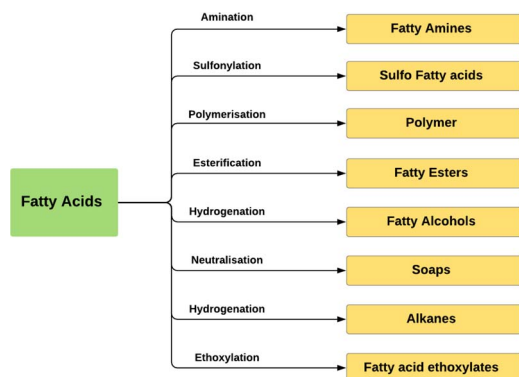 Amination
Fatty Amines
Sulfonylation
Sulfo Fatty acids
Polymerisation
Polymer
Esterification
Fatty Esters
Fatty Acids
Hydrogenation
Fatty Alcohols
Neutralisation
Soaps
Hydrogenation
Alkanes
Ethoxylation
Fatty acid ethoxylates